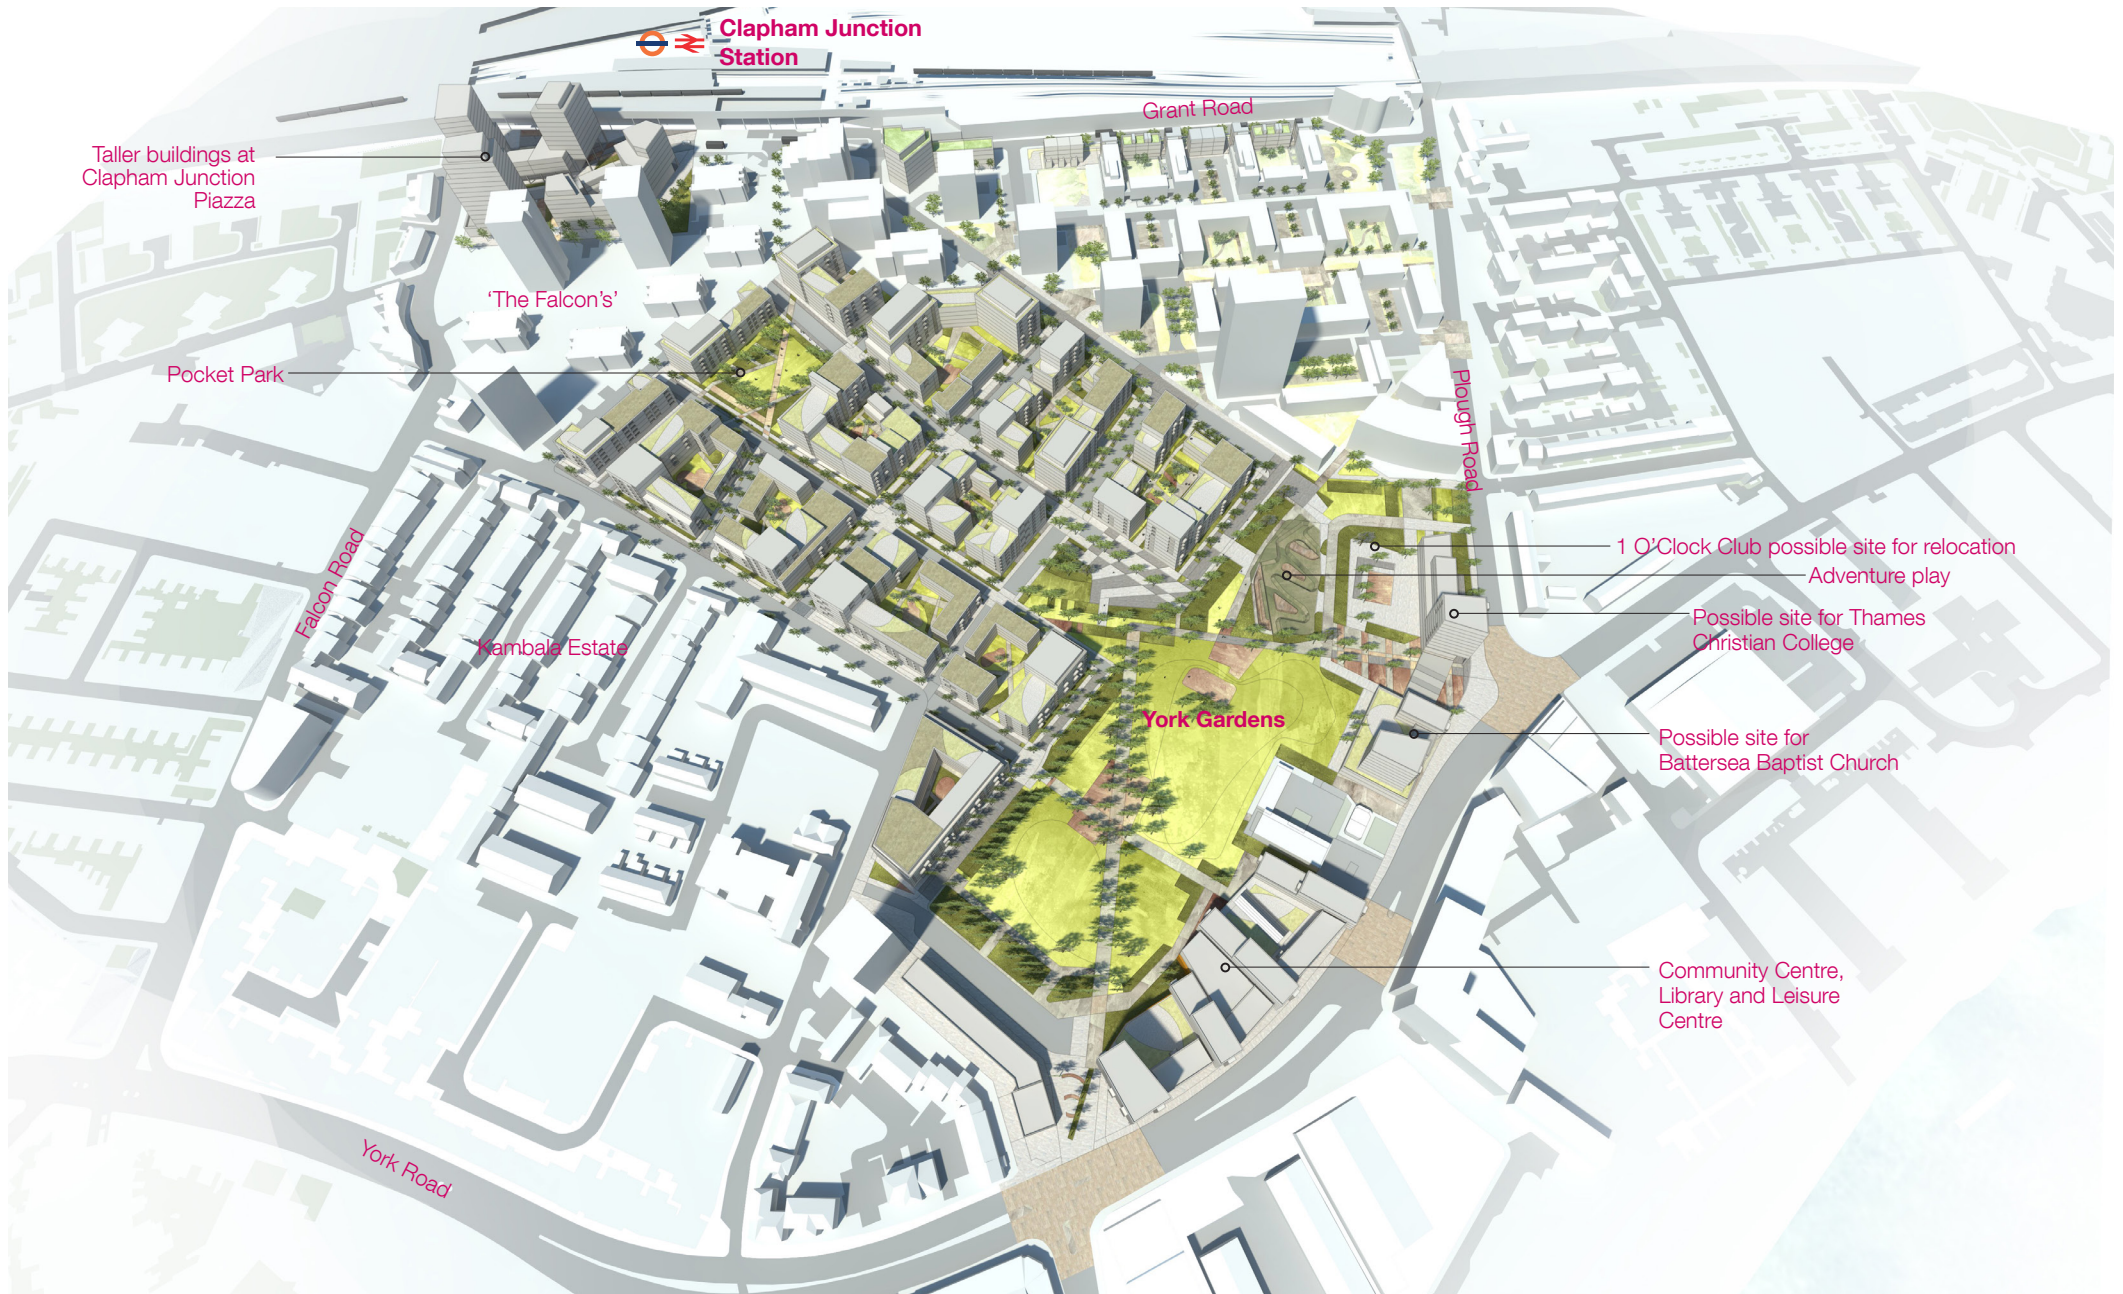 Clapham Junction
Station
Grant Road
Taller buildings at
Clapham Junction
Piazza
'The Falcon's'
Pocket Park
Plough Road
Falcon Road
1 O'Clock Club possible site for relocation
Adventure play
Possible site for Thames
Christian College
Kambala Estate
York Gardens
Possible site for
Battersea Baptist Church
Community Centre,
Library and Leisure
Centre
York Road